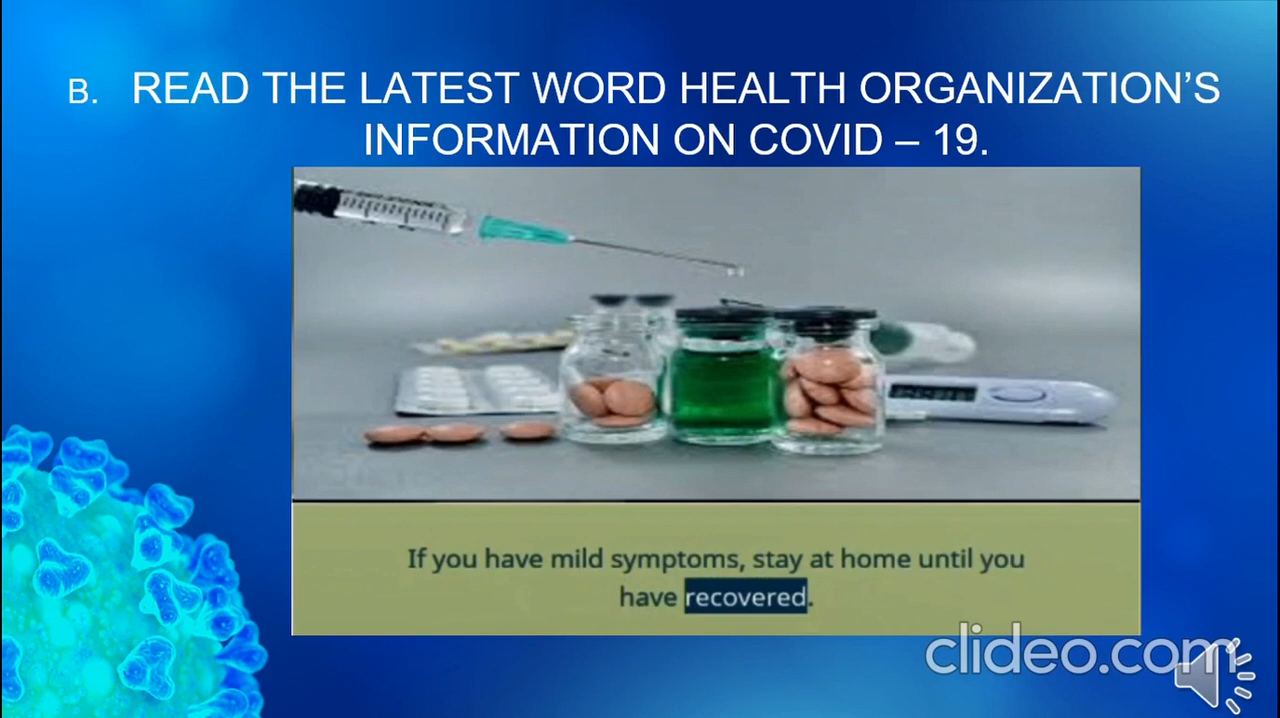 B. READ THE LATEST WORD HEALTH ORGANIZATION’S
INFORMATION ON COVID – 19.
If you have mild symptoms, stay at home until you
have recovered.
clideo.com